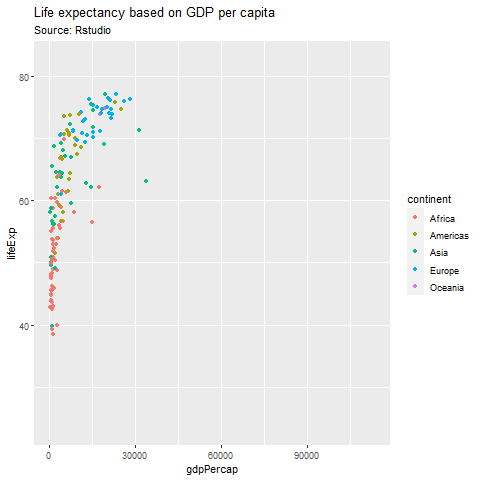 Life expectancy based on GDP per capita
Source: Rstudio
80
60
40
lifeExp
0 30000 60000 90000
gdpPercap
continent
Africa
Americas
Asia
Europe
Oceania